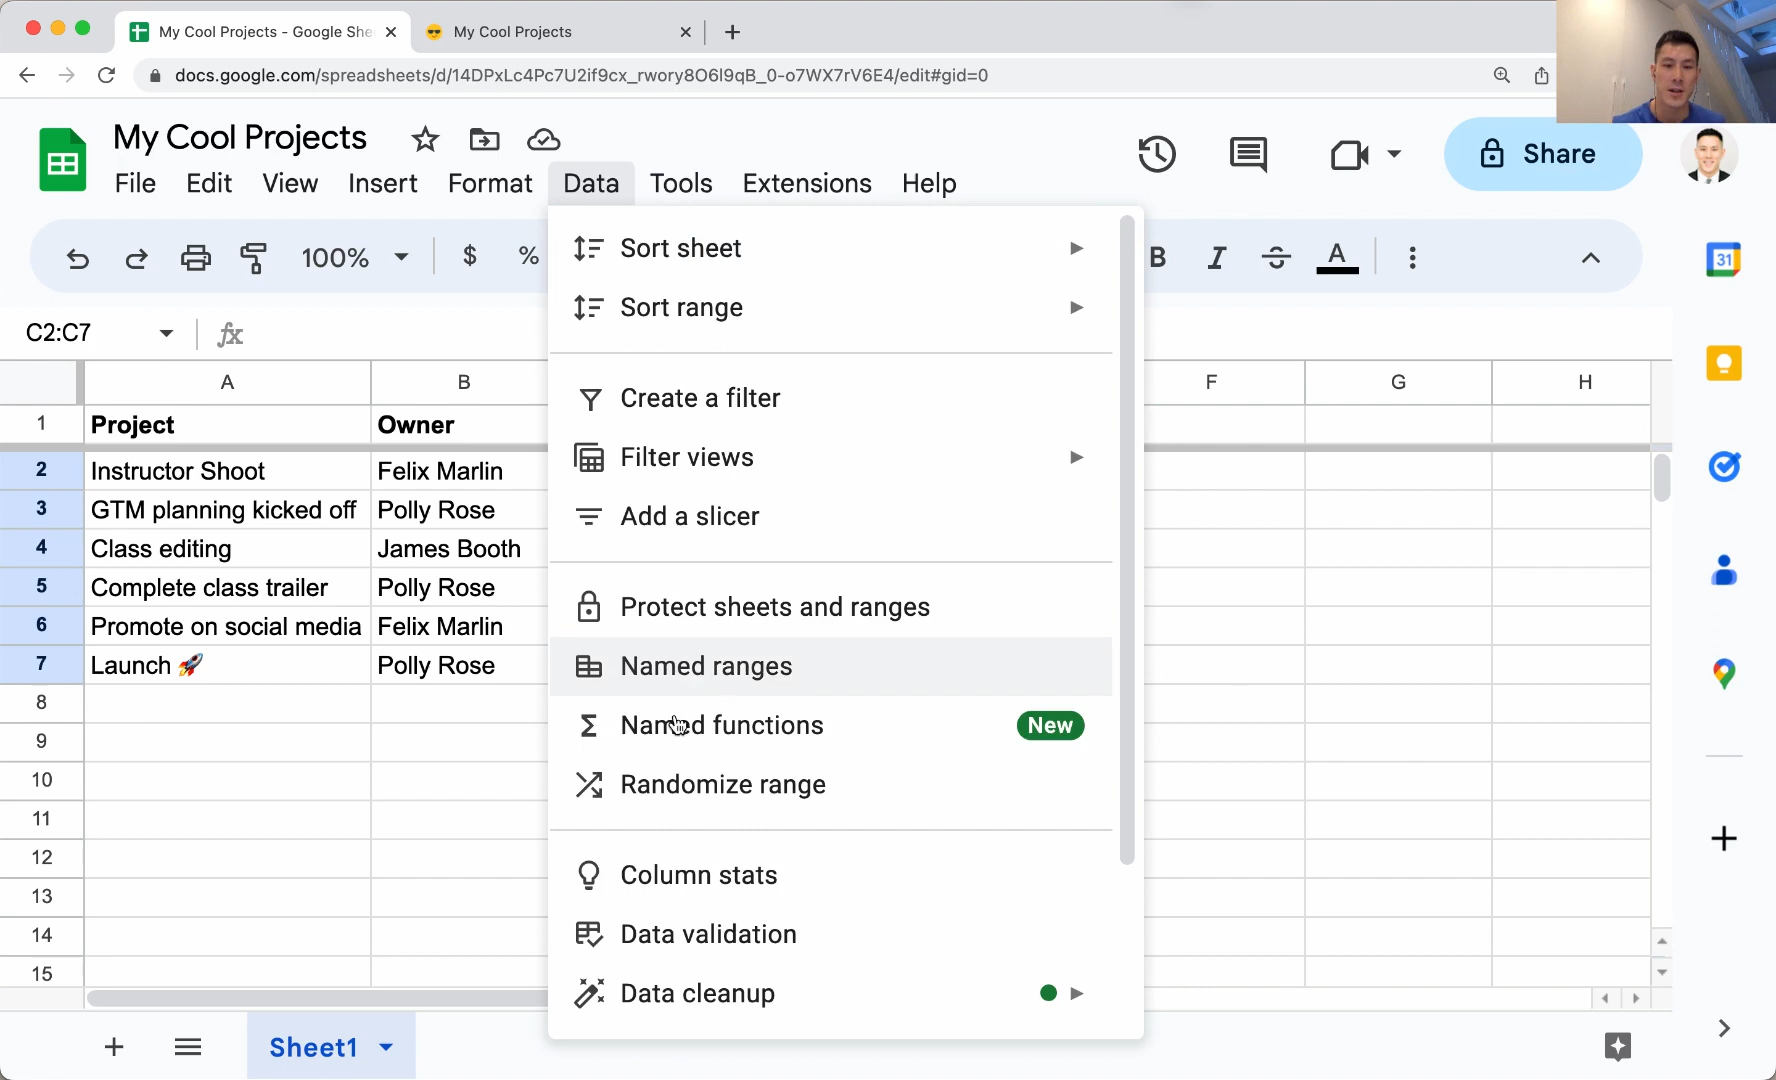 My Cool Projects - Google She
My Cool Projects
docs.google.com/spreadsheets/d/14DPxLc4Pc7U2if9cx_rwory8O6l9qB_0-o7WX7rV6E4/edit#gid=0
My Cool Projects
File Edit View Insert Format Data Tools Extensions Help
Share
100% $ % B I S A
31
C2:C7 fx
A B F G H
1 Project Owner
2 Instructor Shoot Felix Marlin
3 GTM planning kicked off Polly Rose
4 Class editing James Booth
5 Complete class trailer Polly Rose
6 Promote on social media Felix Marlin
7 Launch 🚀 Polly Rose
8
9
10
11
12
13
14
15
Sort sheet
Sort range
Create a filter
Filter views
Add a slicer
Protect sheets and ranges
Named ranges
Named functions New
Randomize range
Column stats
Data validation
Data cleanup
Sheet1